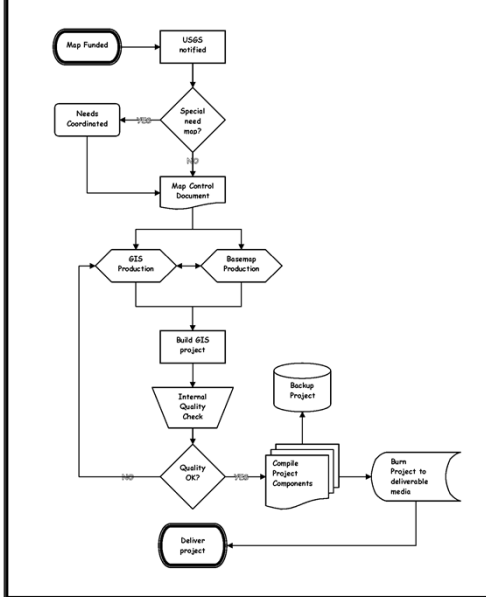 Map Funded
USGS
notified
Special
need
map?
YES
Needs
Coordinated
NO
Map Control
Document
GIS
Production
Basemap
Production
Build GIS
project
Internal
Quality
Check
Backup
Project
Quality
OK?
NO
YES
Compile
Project
Components
Burn
Project to
deliverable
media
Deliver
project